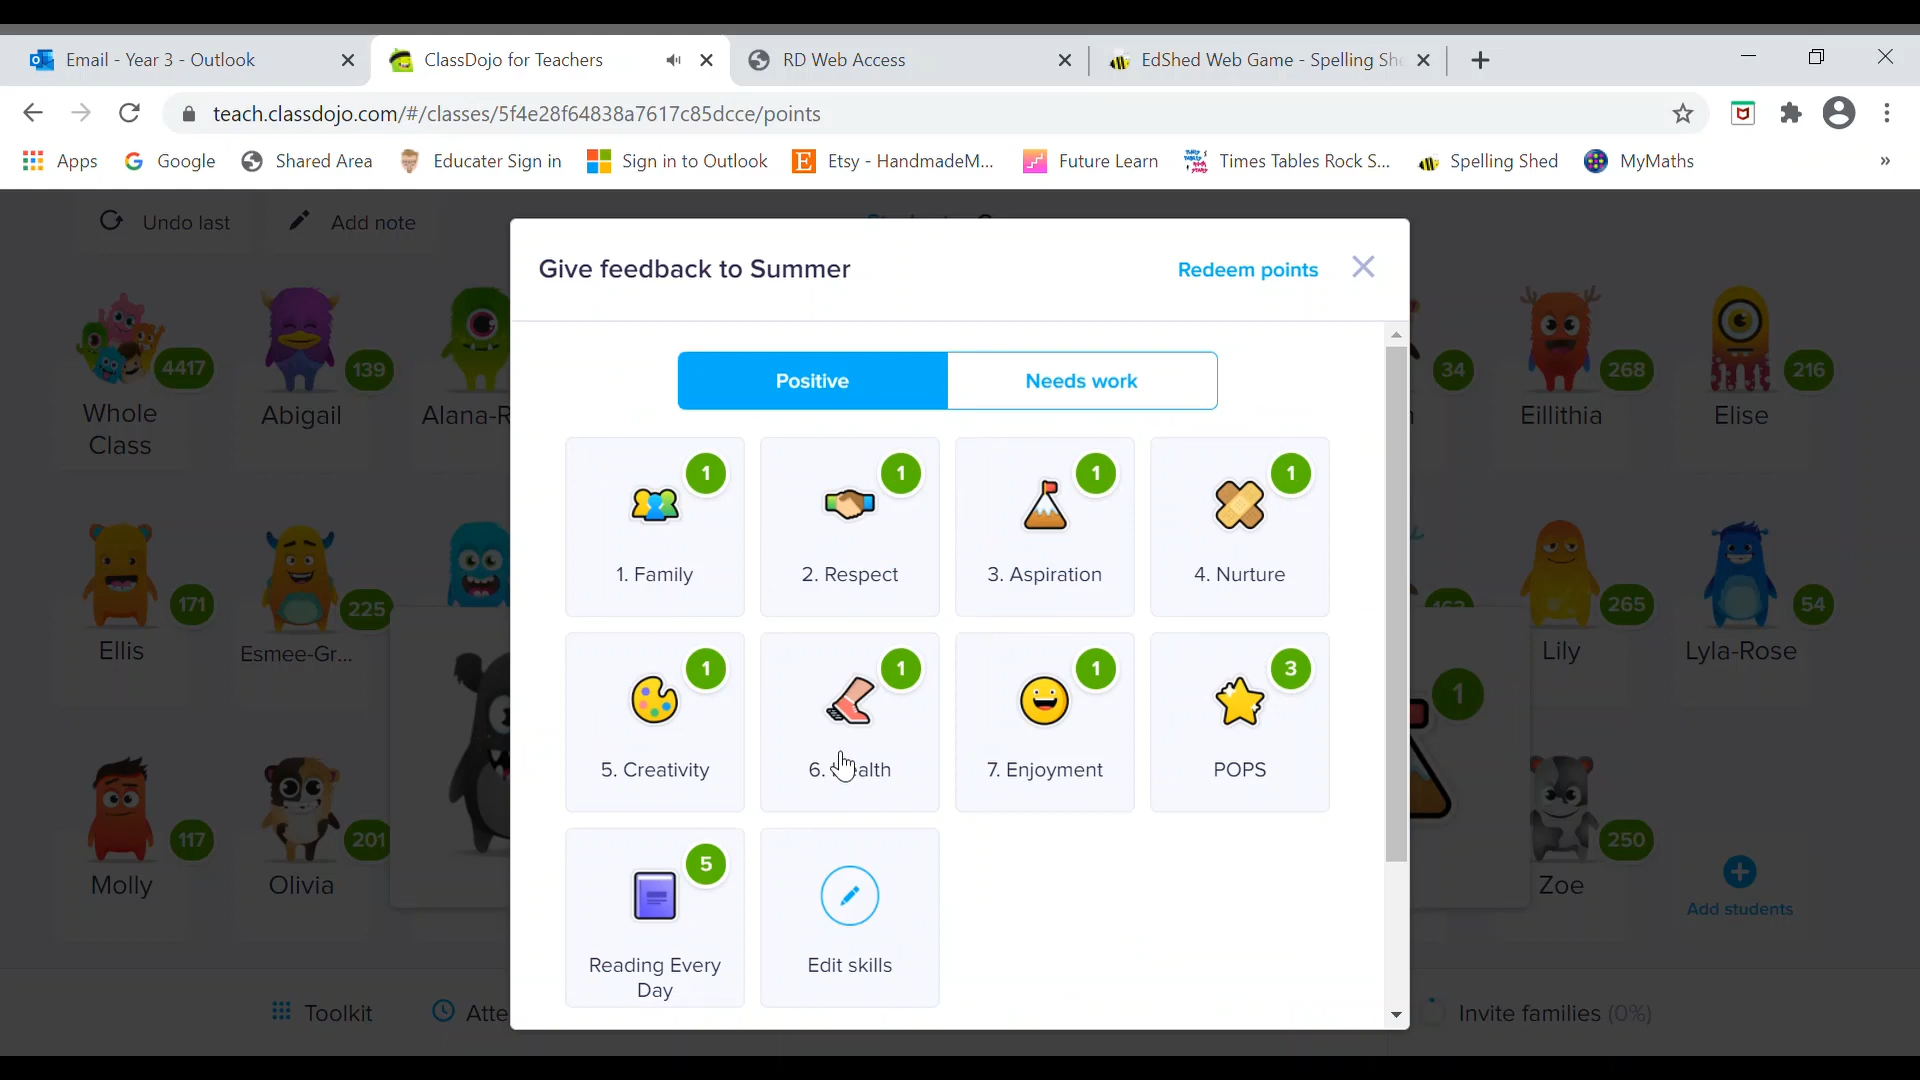 Email - Year 3 - Outlook
ClassDojo for Teachers
RD Web Access
EdShed Web Game - Spelling She
teach.classdojo.com/#/classes/5f4e28f64838a7617c85dcce/points
Apps
Google
Shared Area
Educater Sign in
Sign in to Outlook
Etsy - HandmadeM...
Future Learn
Times Tables Rock S...
Spelling Shed
MyMaths
»
Undo last
Add note
Give feedback to Summer
Redeem points
Positive
Needs work
1
1. Family
1
2. Respect
1
3. Aspiration
1
4. Nurture
1
5. Creativity
1
6.
1
7. Enjoyment
3
POPS
5
Reading Every
Day
Edit skills
4417
Whole
Class
139
Abigail
Alana-R
34
268
Eillithia
216
Elise
171
Ellis
225
Esmee-Gr...
265
Lily
54
Lyla-Rose
1
117
Molly
201
Olivia
250
Zoe
Add students
Toolkit
Atte
Invite families (0%)